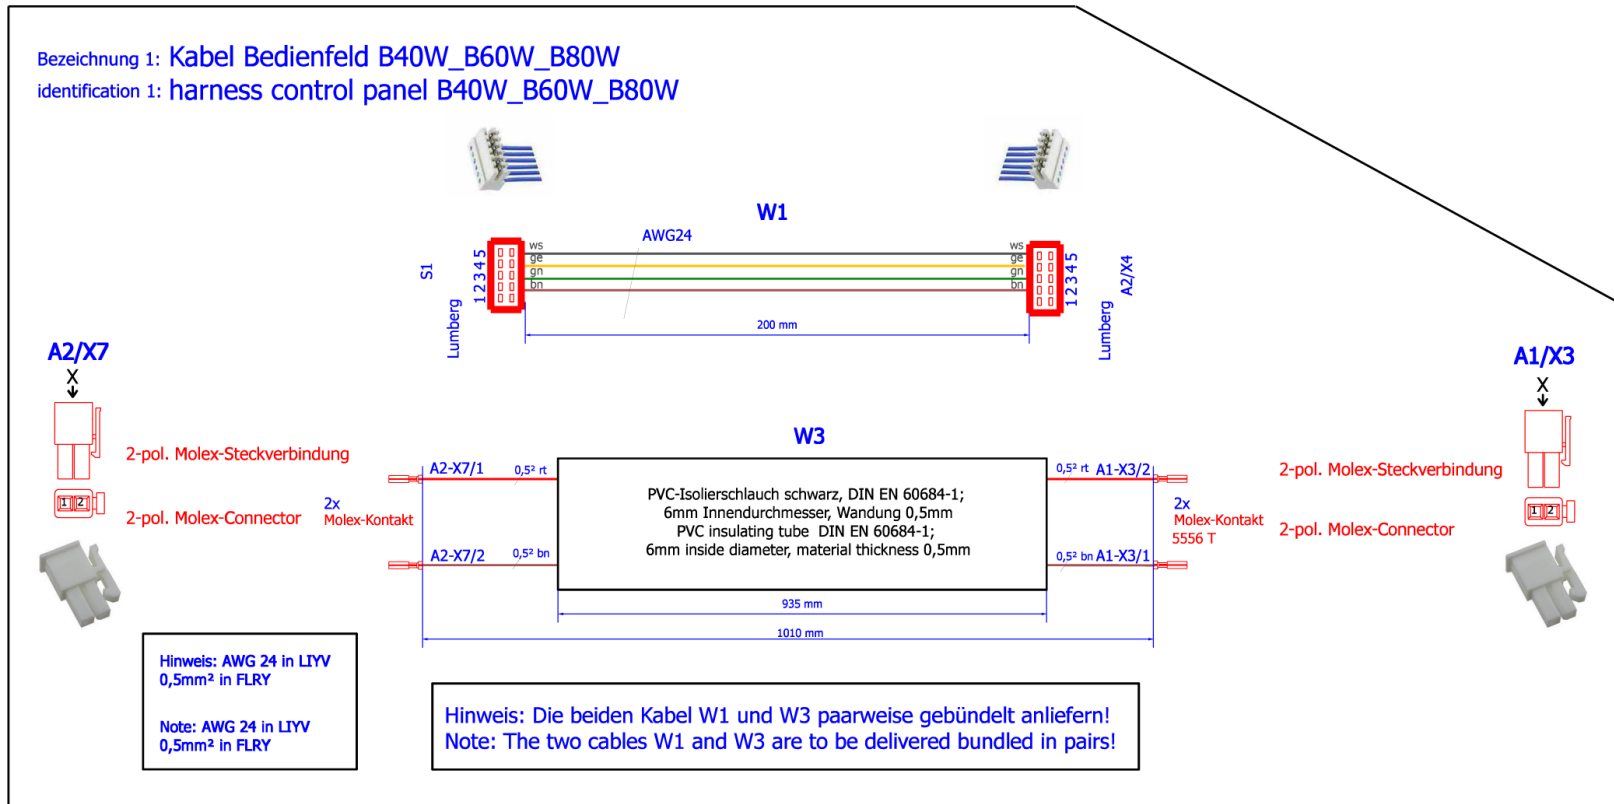 Bezeichnung 1: Kabel Bedienfeld B40W_B60W_B80W
identification 1: harness control panel B40W_B60W_B80W
W1
AWG24
S1
1 2 3 4 5
Lumberg
ws
ge
gn
bn
ws
ge
gn
bn
1 2 3 4 5
A2/X4
Lumberg
200 mm
A2/X7
X
2-pol. Molex-Steckverbindung
1 2
2-pol. Molex-Connector
2x
Molex-Kontakt
W3
A2-X7/1
0,5² rt
A2-X7/2
0,5² bn
PVC-Isolierschlauch schwarz, DIN EN 60684-1;
6mm Innendurchmesser, Wandung 0,5mm
PVC insulating tube DIN EN 60684-1;
6mm inside diameter, material thickness 0,5mm
0,5² rt
A1-X3/2
0,5² bn
A1-X3/1
935 mm
1010 mm
2x
Molex-Kontakt
5556 T
A1/X3
X
2-pol. Molex-Steckverbindung
1 2
2-pol. Molex-Connector
Hinweis: AWG 24 in LIYV
0,5mm² in FLRY
Note: AWG 24 in LIYV
0,5mm² in FLRY
Hinweis: Die beiden Kabel W1 und W3 paarweise gebündelt anliefern!
Note: The two cables W1 and W3 are to be delivered bundled in pairs!